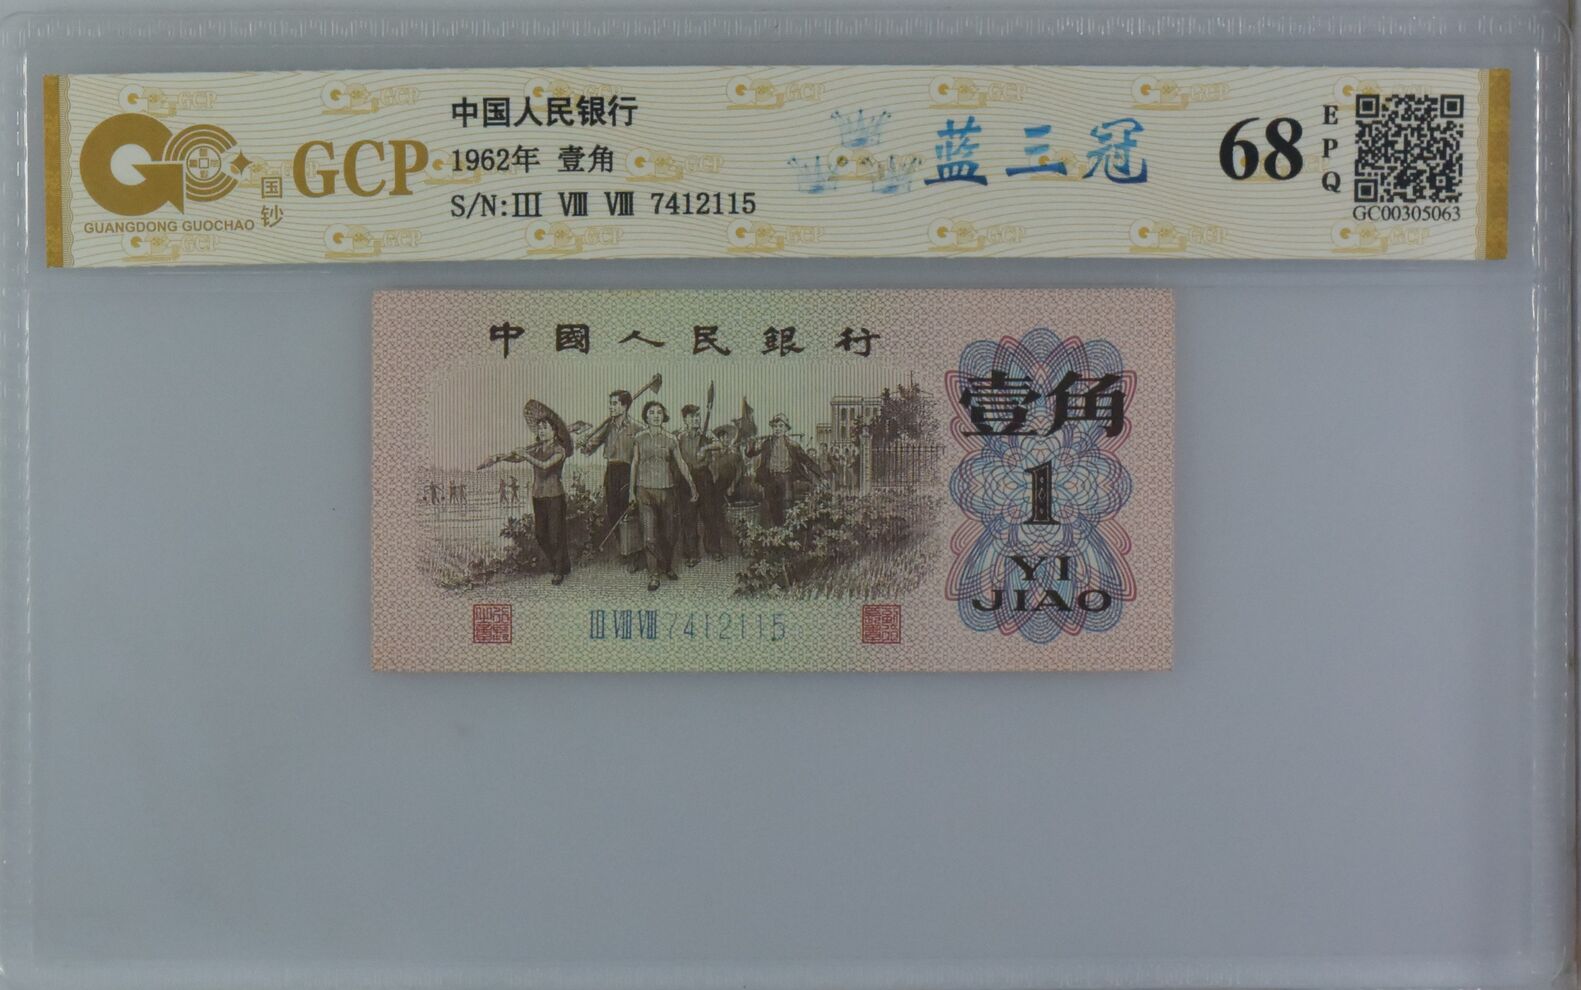 中国人民银行
1962年 壹角
S/N:III VIII VIII 7412115
国钞
GCP
GUANGDONG GUOCHAO
蓝三冠
68
EPQ
GC00305063
中國人民銀行
壹角
1
YI
JIAO
III VIII VIII 7412115